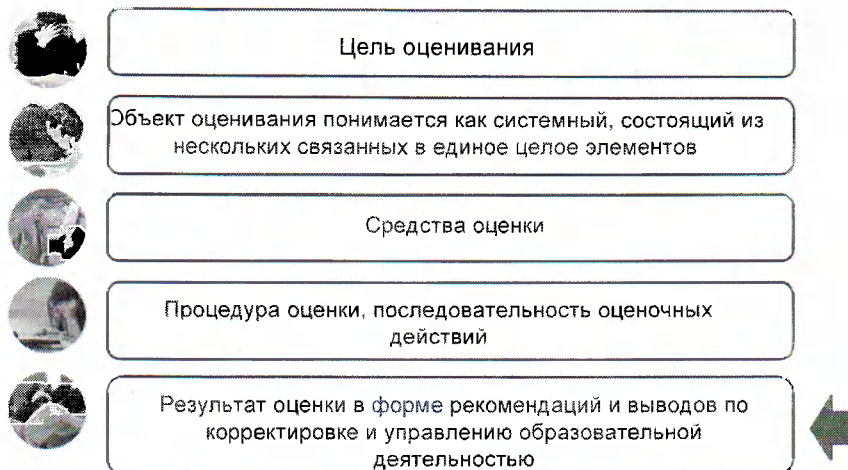 Цель оценивания
Объект оценивания понимается как системный, состоящий из
нескольких связанных в единое целое элементов
Средства оценки
Процедура оценки, последовательность оценочных
действий
Результат оценки в форме рекомендаций и выводов по
корректировке и управлению образовательной
деятельностью